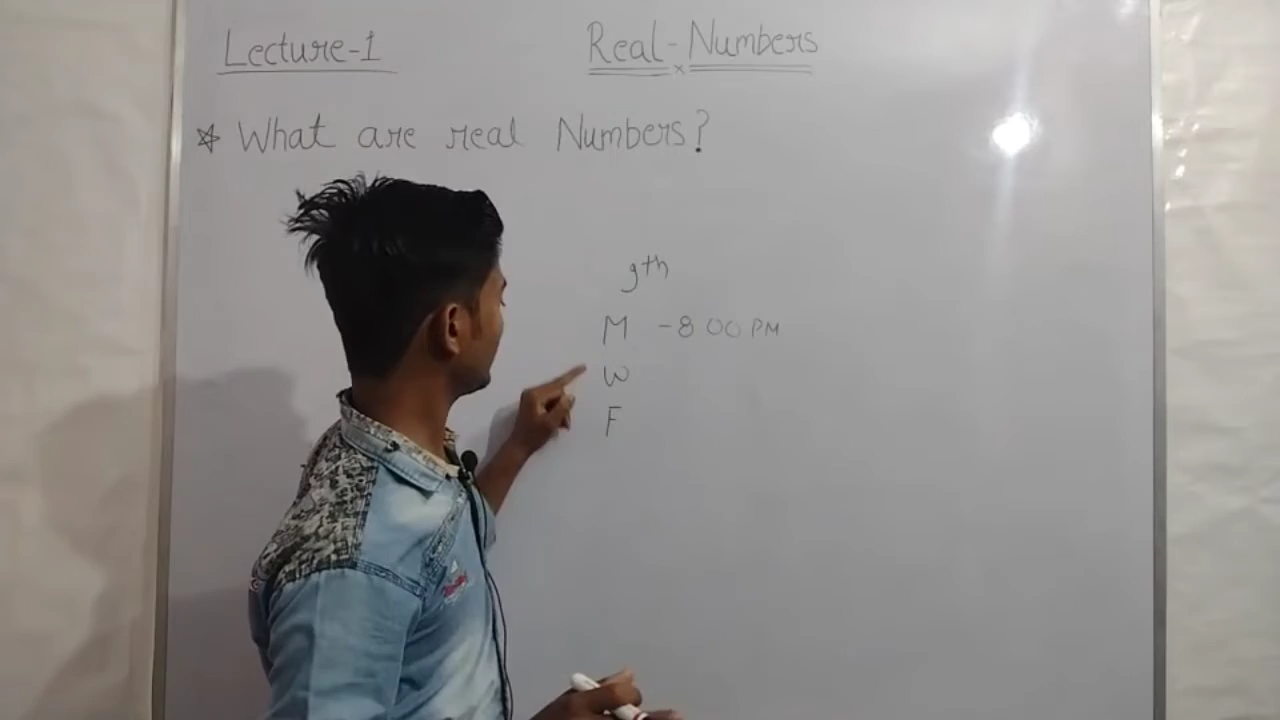 Lecture-1
Real-Numbers
What are real Numbers?
9th
M - 8 00 PM
W
F